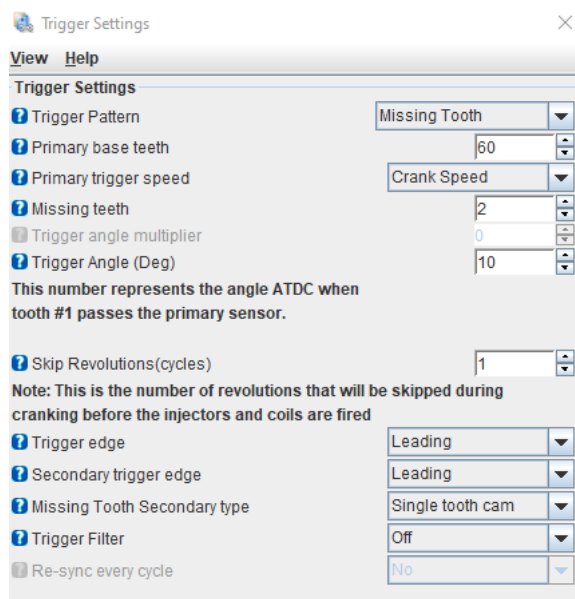 Trigger Settings
View Help
Trigger Settings
Trigger Pattern Missing Tooth
Primary base teeth 60
Primary trigger speed Crank Speed
Missing teeth 2
Trigger angle multiplier 0
Trigger Angle (Deg) 10
This number represents the angle ATDC when
tooth #1 passes the primary sensor.
Skip Revolutions(cycles) 1
Note: This is the number of revolutions that will be skipped during
cranking before the injectors and coils are fired
Trigger edge Leading
Secondary trigger edge Leading
Missing Tooth Secondary type Single tooth cam
Trigger Filter Off
Re-sync every cycle No